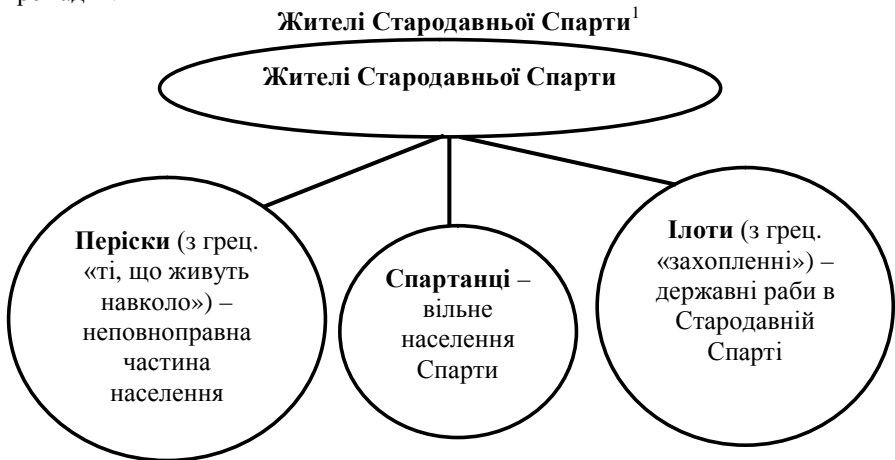 Жителі Стародавньої Спарти¹
Жителі Стародавньої Спарти
Періски (з грец.
«ті, що живуть
навколо») –
неповноправна
частина
населення
Спартанці –
вільне
населення
Спарти
Ілоти (з грец.
«захопленні») –
державні раби в
Стародавній
Спарті